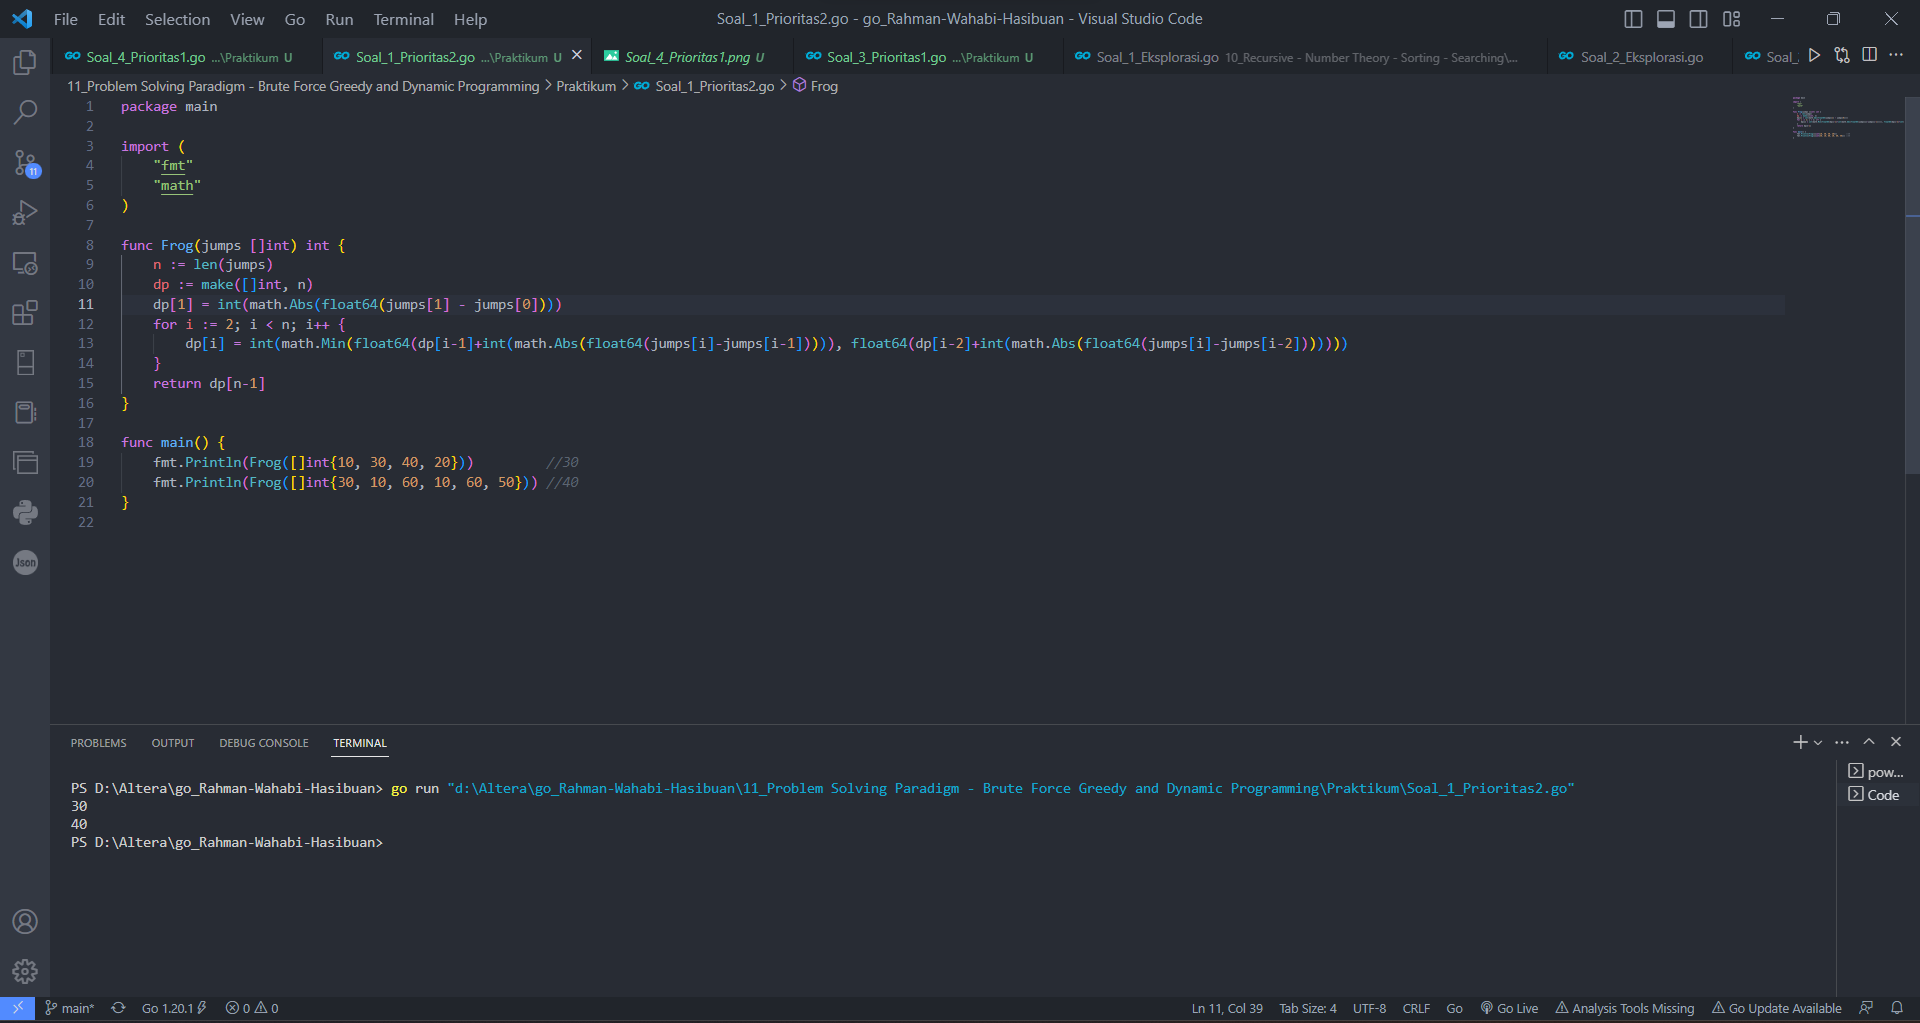 File Edit Selection View Go Run Terminal Help
Soal_1_Prioritas2.go - go_Rahman-Wahabi-Hasibuan - Visual Studio Code
Soal_4_Prioritas1.go ...\Praktikum U
Soal_1_Prioritas2.go ...\Praktikum U
Soal_4_Prioritas1.png U
Soal_3_Prioritas1.go ...\Praktikum U
Soal_1_Eksplorasi.go 10_Recursive - Number Theory - Sorting - Searching\...
Soal_2_Eksplorasi.go
Soal_
11_Problem Solving Paradigm - Brute Force Greedy and Dynamic Programming > Praktikum > Soal_1_Prioritas2.go > Frog
1 package main
2
3 import (
4     "fmt"
5     "math"
6 )
7
8 func Frog(jumps []int) int {
9     n := len(jumps)
10     dp := make([]int, n)
11     dp[1] = int(math.Abs(float64(jumps[1] - jumps[0])))
12     for i := 2; i < n; i++ {
13         dp[i] = int(math.Min(float64(dp[i-1]+int(math.Abs(float64(jumps[i]-jumps[i-1])))), float64(dp[i-2]+int(math.Abs(float64(jumps[i]-jumps[i-2]))))))
14     }
15     return dp[n-1]
16 }
17
18 func main() {
19     fmt.Println(Frog([]int{10, 30, 40, 20}))         //30
20     fmt.Println(Frog([]int{30, 10, 60, 10, 60, 50})) //40
21 }
22
11
Json
PROBLEMS OUTPUT DEBUG CONSOLE TERMINAL
pow...
Code
PS D:\Altera\go_Rahman-Wahabi-Hasibuan> go run "d:\Altera\go_Rahman-Wahabi-Hasibuan\11_Problem Solving Paradigm - Brute Force Greedy and Dynamic Programming\Praktikum\Soal_1_Prioritas2.go"
30
40
PS D:\Altera\go_Rahman-Wahabi-Hasibuan>
main* Go 1.20.1 0 0 Ln 11, Col 39 Tab Size: 4 UTF-8 CRLF Go Go Live Analysis Tools Missing Go Update Available